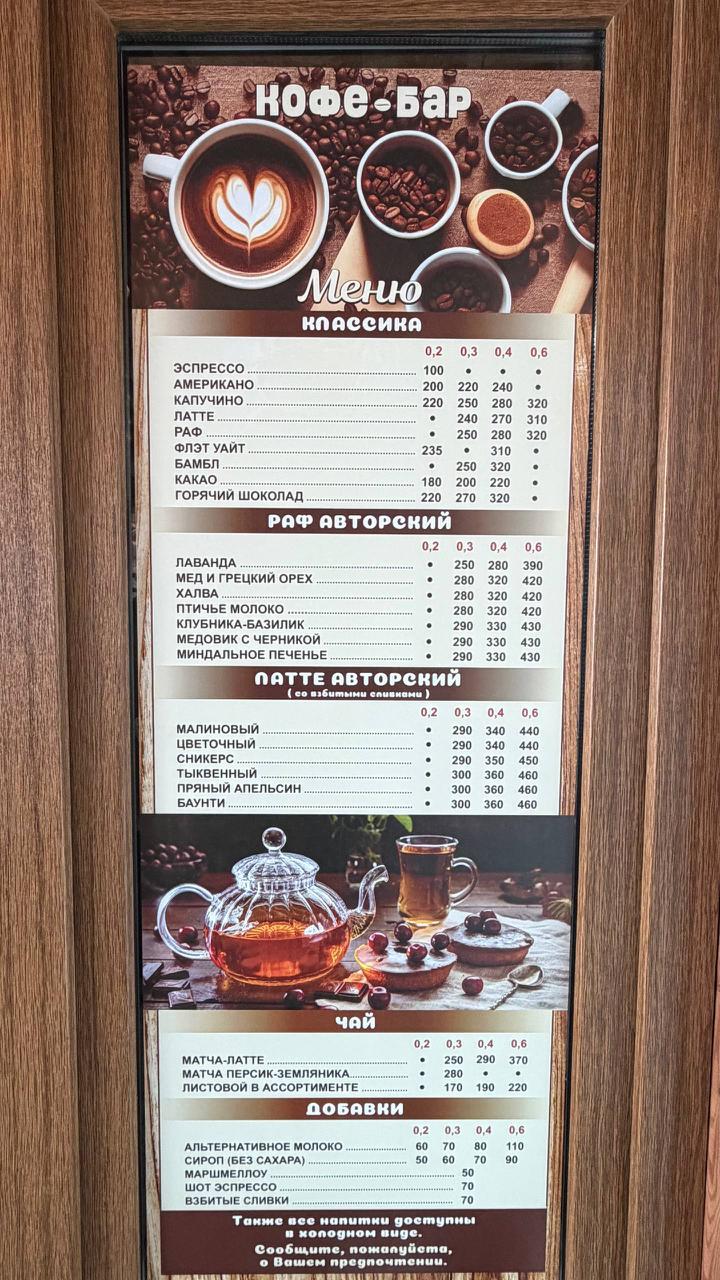 КОФЕ-БАР
Меню
КЛАССИКА
0,2 0,3 0,4 0,6
ЭСПРЕССО 100 • • •
АМЕРИКАНО 200 220 240 •
КАПУЧИНО 220 250 280 320
ЛАТТЕ • 240 270 310
РАФ • 250 280 320
ФЛЭТ УАЙТ 235 • 310 •
БАМБЛ • 250 320 •
КАКАО 180 200 220 •
ГОРЯЧИЙ ШОКОЛАД 220 270 320 •
РАФ АВТОРСКИЙ
0,2 0,3 0,4 0,6
ЛАВАНДА • 250 280 390
МЕД И ГРЕЦКИЙ ОРЕХ • 280 320 420
ХАЛВА • 280 320 420
ПТИЧЬЕ МОЛОКО • 280 320 420
КЛУБНИКА-БАЗИЛИК • 290 330 430
МЕДОВИК С ЧЕРНИКОЙ • 290 330 430
МИНДАЛЬНОЕ ПЕЧЕНЬЕ • 290 330 430
ЛАТТЕ АВТОРСКИЙ
(со взбитыми сливками)
0,2 0,3 0,4 0,6
МАЛИНОВЫЙ • 290 340 440
ЦВЕТОЧНЫЙ • 290 340 440
СНИКЕРС • 290 350 450
ТЫКВЕННЫЙ • 300 360 460
ПРЯНЫЙ АПЕЛЬСИН • 300 360 460
БАУНТИ • 300 360 460
ЧАЙ
0,2 0,3 0,4 0,6
МАТЧА-ЛАТТЕ • 250 290 370
МАТЧА ПЕРСИК-ЗЕМЛЯНИКА • 280 • •
ЛИСТОВОЙ В АССОРТИМЕНТЕ • 170 190 220
ДОБАВКИ
0,2 0,3 0,4 0,6
АЛЬТЕРНАТИВНОЕ МОЛОКО 60 70 80 110
СИРОП (БЕЗ САХАРА) 50 60 70 90
МАРШМЕЛЛОУ 50
ШОТ ЭСПРЕССО 70
ВЗБИТЫЕ СЛИВКИ 70
Также все напитки доступны
в холодном виде.
Сообщите, пожалуйста,
о Вашем предпочтении.